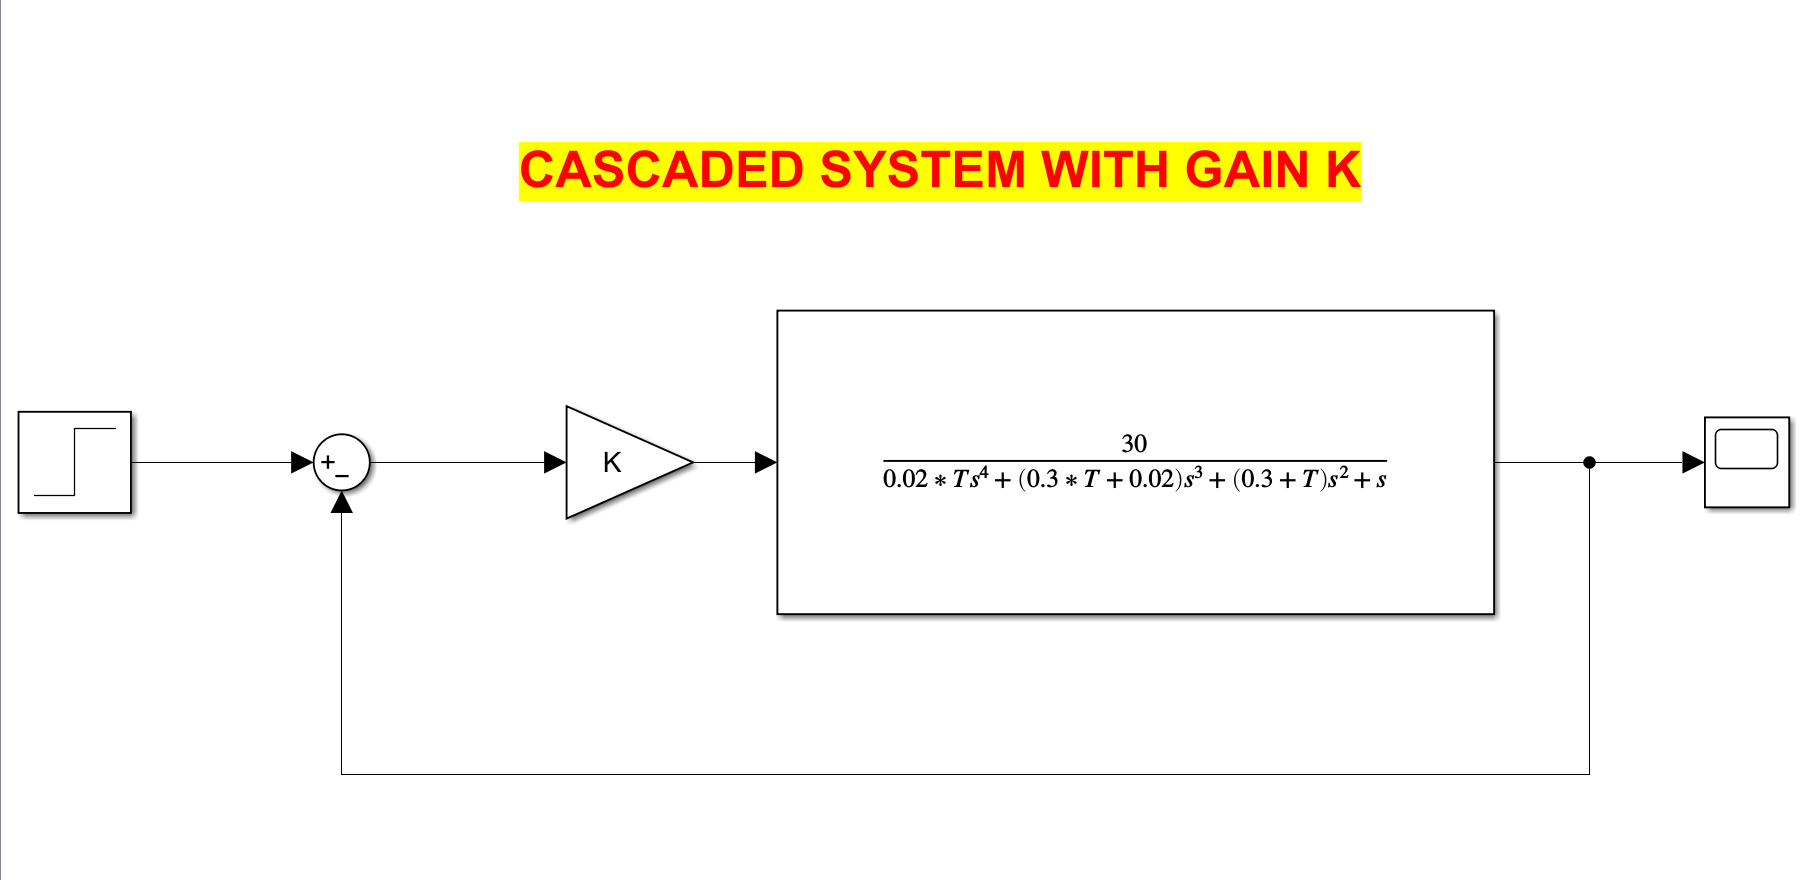 CASCADED SYSTEM WITH GAIN K
+
−
K
30
0.02 ∗ Ts⁴ + (0.3 ∗ T + 0.02)s³ + (0.3 + T)s² + s